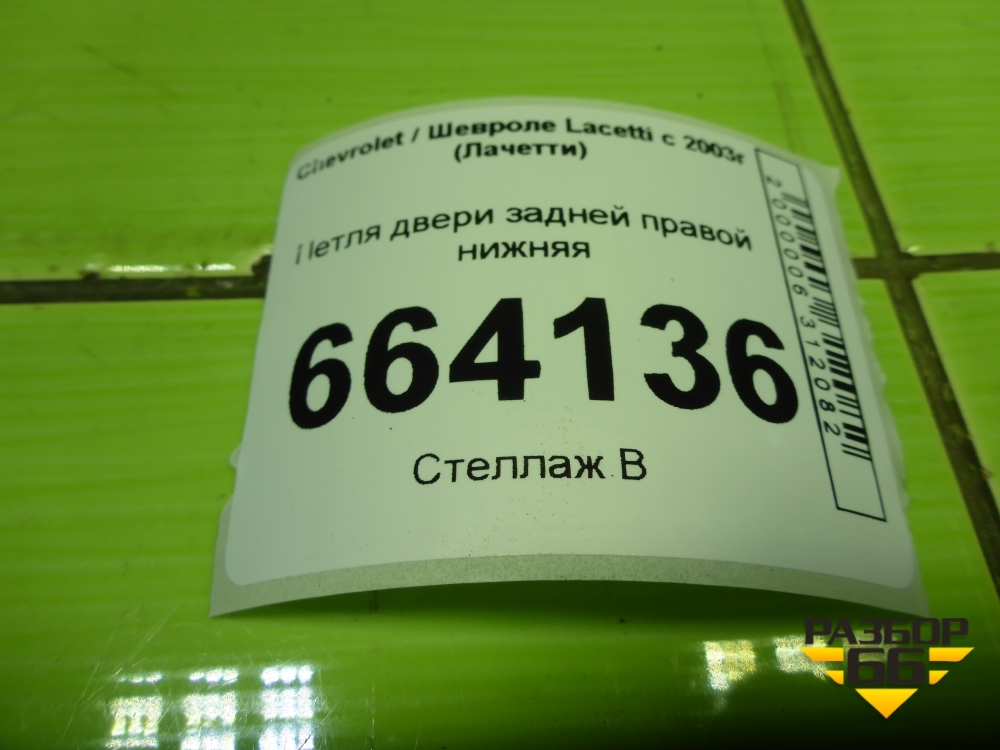 Chevrolet / Шевроле Lacetti с 2003г
(Лачетти)
Петля двери задней правой
нижняя
664136
Стеллаж В
2000006312082
РАЗБОР
66